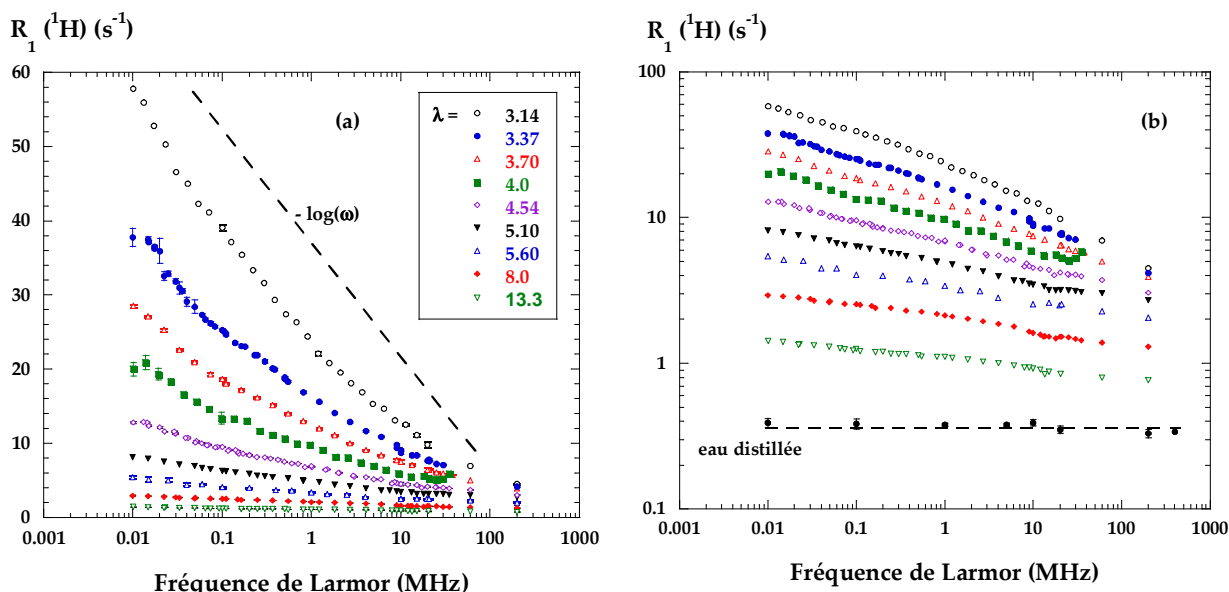 R₁ (¹H) (s⁻¹)
60
50
40
30
20
10
0
0.001 0.01 0.1 1 10 100 1000
Fréquence de Larmor (MHz)
(a)
- log(ω)
λ = 3.14
3.37
3.70
4.0
4.54
5.10
5.60
8.0
13.3
R₁ (¹H) (s⁻¹)
100
10
1
0.1
0.001 0.01 0.1 1 10 100 1000
Fréquence de Larmor (MHz)
(b)
eau distillée